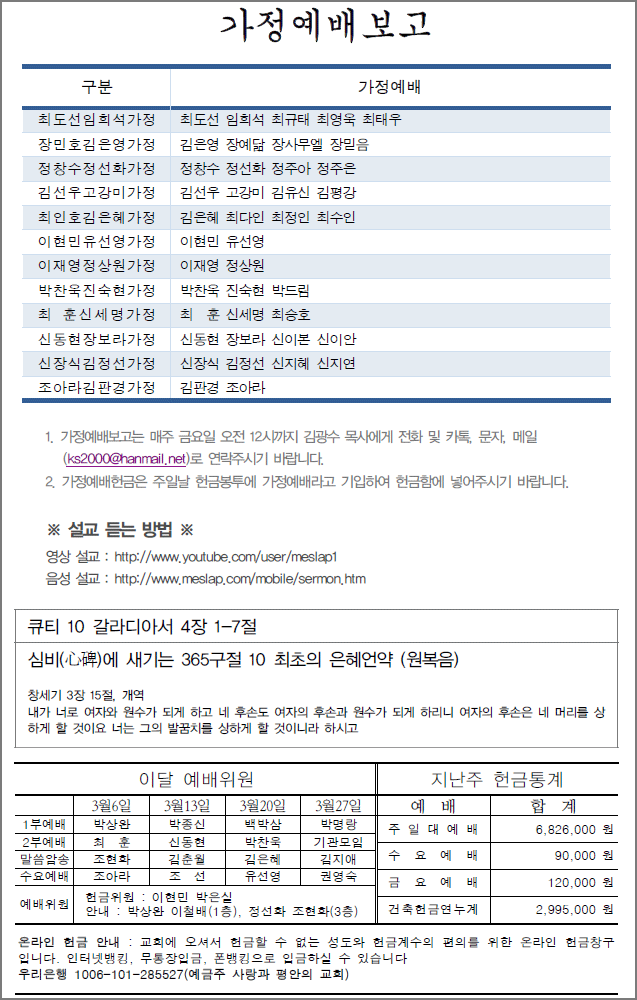 가정예배보고
구분 가정예배
최도선임희석가정 최도선 임희석 최규태 최영욱 최태우
장민호김은영가정 김은영 장예닮 장사무엘 장믿음
정창수정선화가정 정창수 정선화 정주아 정주은
김선우고강미가정 김선우 고강미 김유신 김평강
최인호김은혜가정 김은혜 최다인 최정인 최수인
이현민유선영가정 이현민 유선영
이재영정상원가정 이재영 정상원
박찬욱진숙현가정 박찬욱 진숙현 박드림
최 훈신세명가정 최 훈 신세명 최승호
신동현장보라가정 신동현 장보라 신이본 신이안
신장식김정선가정 신장식 김정선 신지혜 신지연
조아라김판경가정 김판경 조아라
1. 가정예배보고는 매주 금요일 오전 12시까지 김광수 목사에게 전화 및 카톡, 문자, 메일
(ks2000@hanmail.net)로 연락주시기 바랍니다.
2. 가정예배헌금은 주일날 헌금봉투에 가정예배라고 기입하여 헌금함에 넣어주시기 바랍니다.
※ 설교 듣는 방법 ※
영상 설교 : http://www.youtube.com/user/meslap1
음성 설교 : http://www.meslap.com/mobile/sermon.htm
큐티 10 갈라디아서 4장 1-7절
심비(心碑)에 새기는 365구절 10 최초의 은혜언약 (원복음)
창세기 3장 15절, 개역
내가 너로 여자와 원수가 되게 하고 네 후손도 여자의 후손과 원수가 되게 하리니 여자의 후손은 네 머리를 상
하게 할 것이요 너는 그의 발꿈치를 상하게 할 것이니라 하시고
이달 예배위원
3월6일 3월13일 3월20일 3월27일
1부예배 박상완 박종신 백박삼 박명랑
2부예배 최 훈 신동현 박찬욱 기관모임
말씀암송 조현화 김춘월 김은혜 김지애
수요예배 조아라 조 선 유선영 권영숙
예배위원 헌금위원 : 이현민 박은실
안내 : 박상완 이철배(1층), 정선화 조현화(3층)
지난주 헌금통계
예 배 합 계
주 일 대 예 배 6,826,000 원
수 요 예 배 90,000 원
금 요 예 배 120,000 원
건축헌금연누계 2,995,000 원
온라인 헌금 안내 : 교회에 오셔서 헌금할 수 없는 성도와 헌금계수의 편의를 위한 온라인 헌금창구
입니다. 인터넷뱅킹, 무통장입금, 폰뱅킹으로 입금하실 수 있습니다
우리은행 1006-101-285527(예금주 사랑과 평안의 교회)